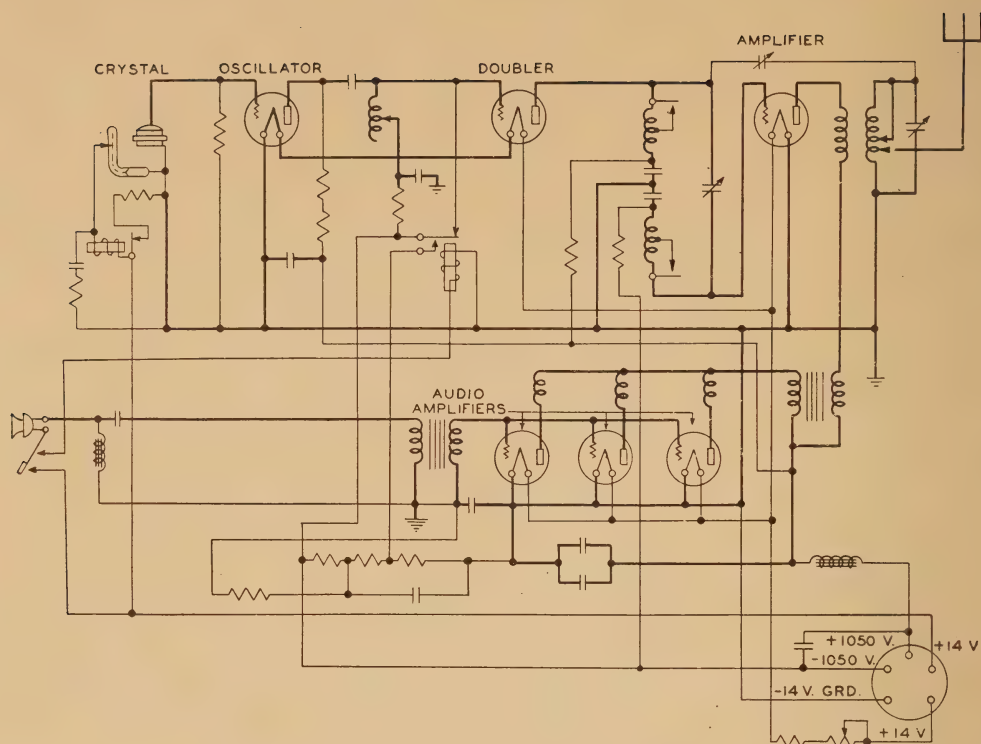 CRYSTAL
OSCILLATOR
DOUBLER
AMPLIFIER
AUDIO
AMPLIFIERS
+1050 V.
+14 V
-1050 V.
-14 V. GRD.
+14 V